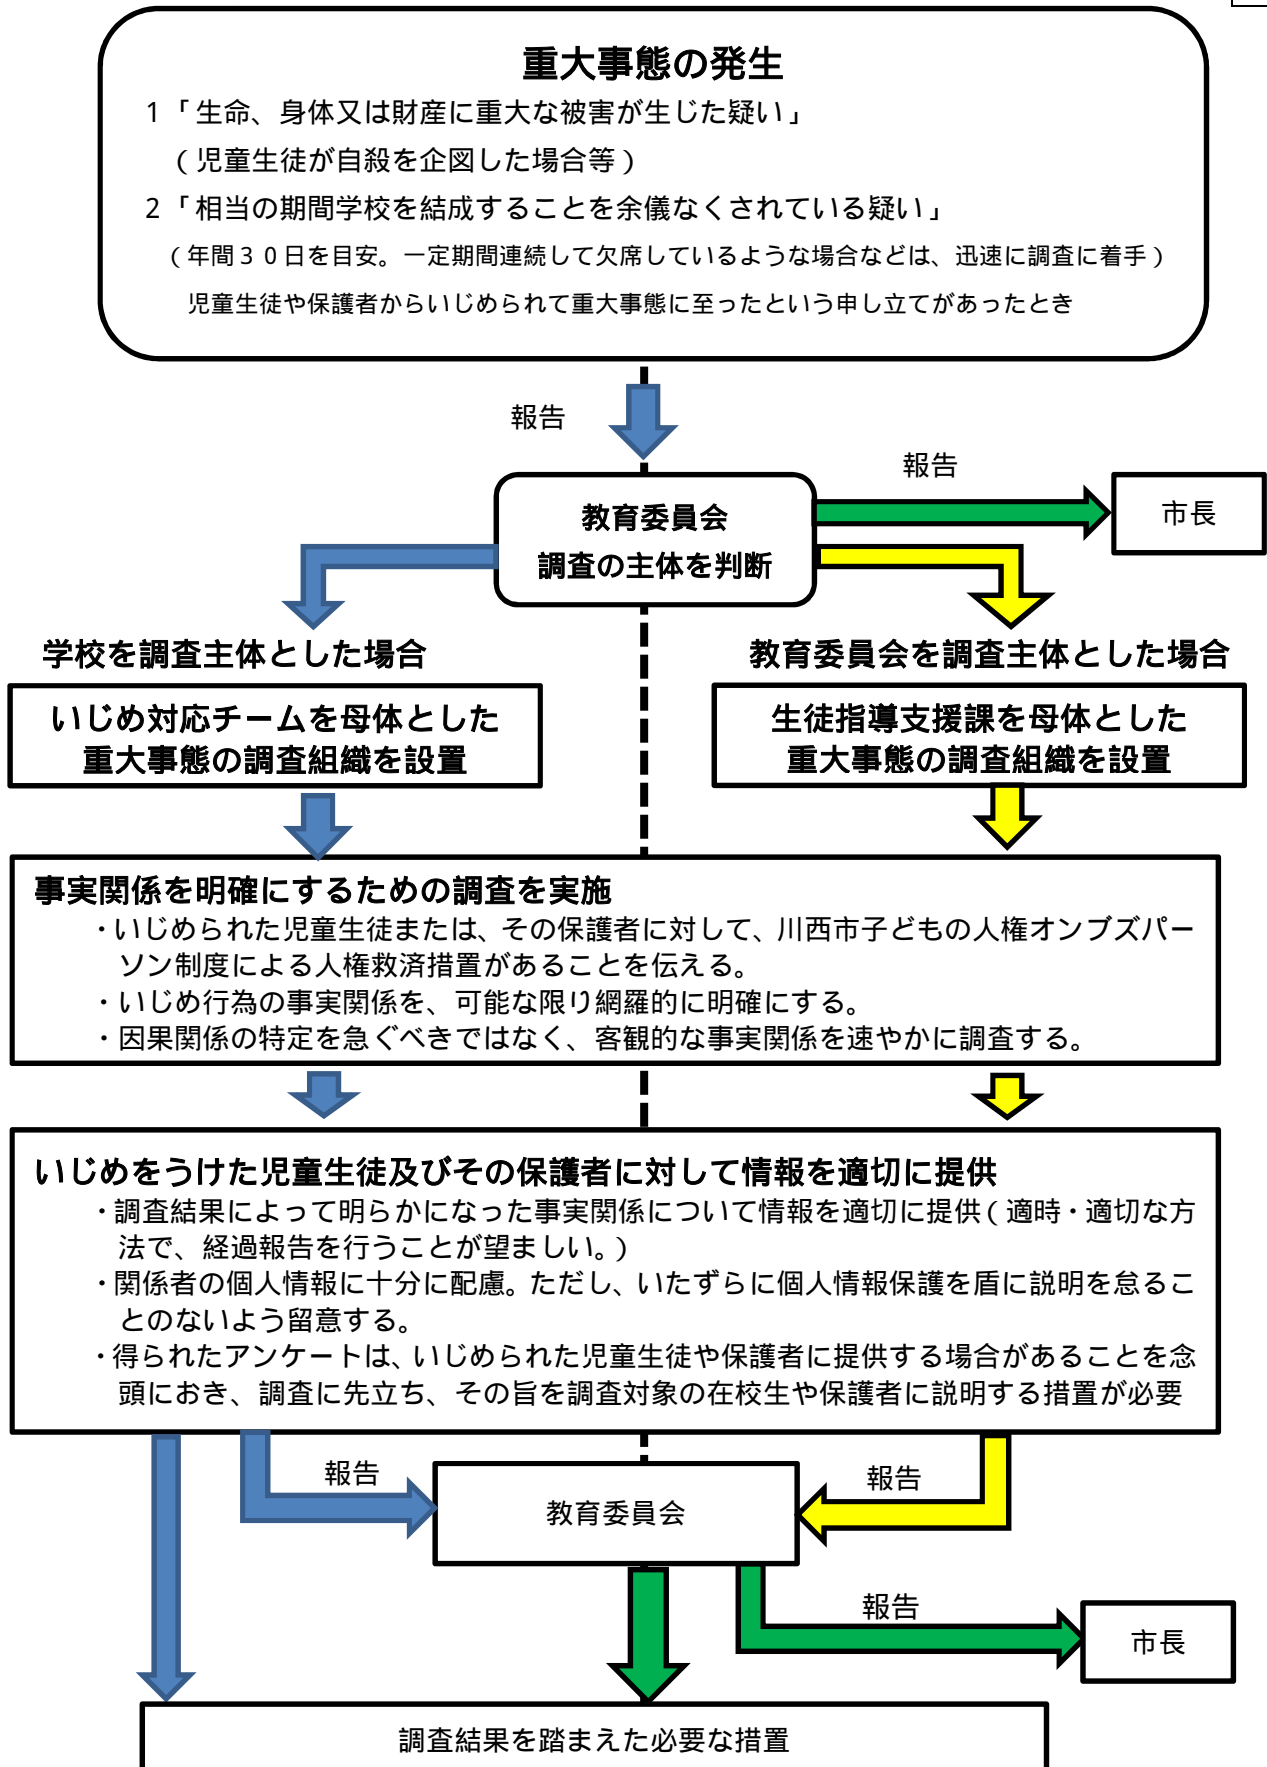 重大事態の発生
1「生命、身体又は財産に重大な被害が生じた疑い」
（児童生徒が自殺を企図した場合等）
2「相当の期間学校を結成することを余儀なくされている疑い」
（年間30日を目安。一定期間連続して欠席しているような場合などは、迅速に調査に着手）
児童生徒や保護者からいじめられて重大事態に至ったという申し立てがあったとき
報告
報告
教育委員会
調査の主体を判断
市長
学校を調査主体とした場合
教育委員会を調査主体とした場合
いじめ対応チームを母体とした
重大事態の調査組織を設置
生徒指導支援課を母体とした
重大事態の調査組織を設置
事実関係を明確にするための調査を実施
・いじめられた児童生徒または、その保護者に対して、川西市子どもの人権オンブズパー
ソン制度による人権救済措置があることを伝える。
・いじめ行為の事実関係を、可能な限り網羅的に明確にする。
・因果関係の特定を急ぐべきではなく、客観的な事実関係を速やかに調査する。
いじめをうけた児童生徒及びその保護者に対して情報を適切に提供
・調査結果によって明らかになった事実関係について情報を適切に提供（適時・適切な方
法で、経過報告を行うことが望ましい。）
・関係者の個人情報に十分に配慮。ただし、いたずらに個人情報保護を盾に説明を怠るこ
とのないよう留意する。
・得られたアンケートは、いじめられた児童生徒や保護者に提供する場合があることを念
頭におき、調査に先立ち、その旨を調査対象の在校生や保護者に説明する措置が必要
報告
報告
教育委員会
報告
市長
調査結果を踏まえた必要な措置